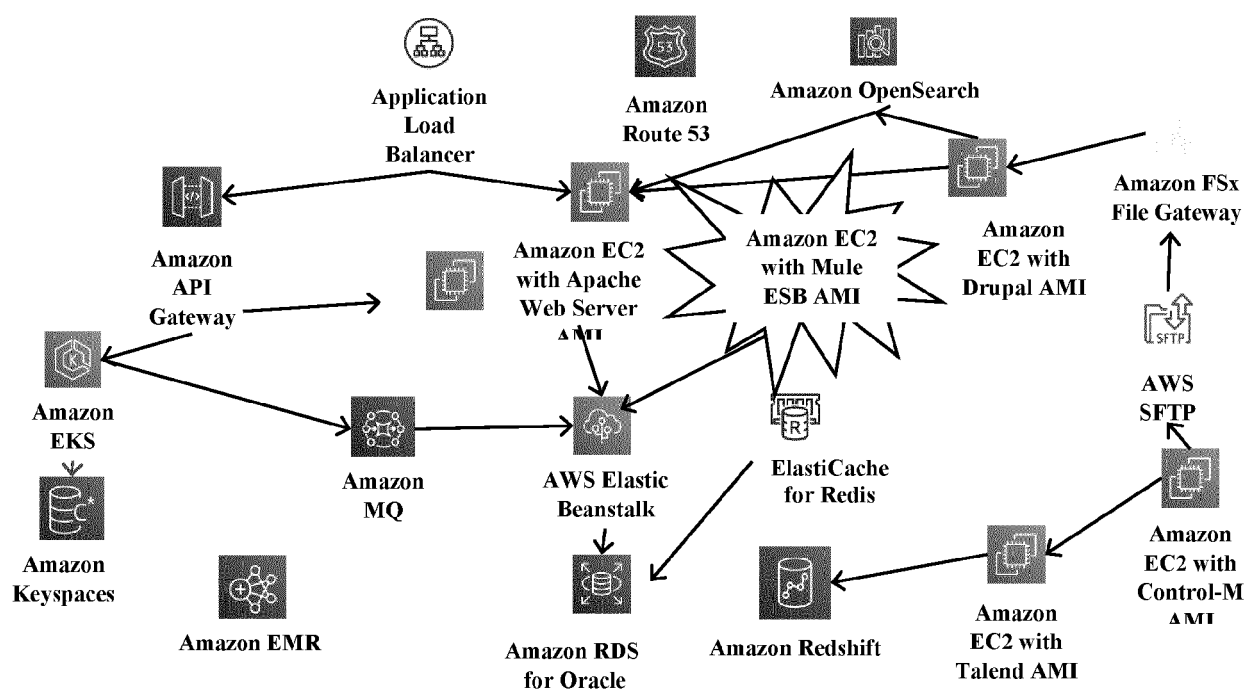 Application
Load
Balancer
53
Amazon
Route 53
Amazon OpenSearch
Amazon
API
Gateway
Amazon EC2
with Apache
Web Server
AMI
Amazon EC2
with Mule
ESB AMI
Amazon
EC2 with
Drupal AMI
Amazon FSx
File Gateway
SFTP
AWS
SFTP
K
Amazon
EKS
Amazon
MQ
AWS Elastic
Beanstalk
R
ElastiCache
for Redis
Amazon
Keyspaces
Amazon EMR
Amazon RDS
for Oracle
Amazon Redshift
Amazon
EC2 with
Talend AMI
Amazon
EC2 with
Control-M
AMI